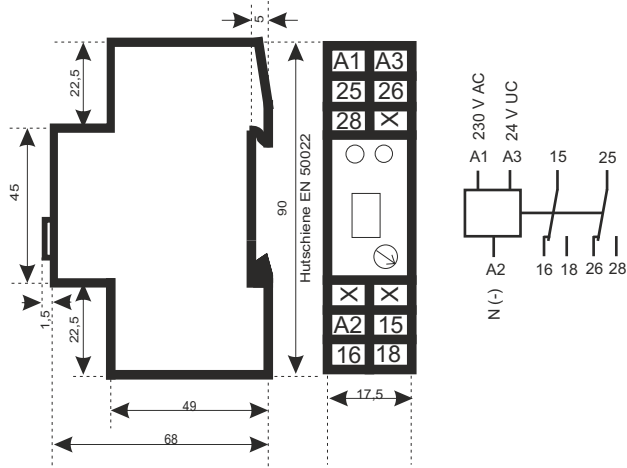 5
22,5
45
1,5
22,5
49
68
90
Hutschiene EN 50022
A1 A3
25 26
28 X
X X
A2 15
16 18
17,5
230 V AC
24 V UC
A1 A3 15 25
A2 16 18 26 28
N (-)